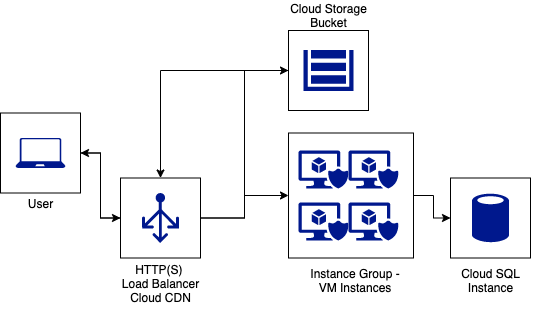 Cloud Storage
Bucket
User
HTTP(S)
Load Balancer
Cloud CDN
Instance Group -
VM Instances
Cloud SQL
Instance